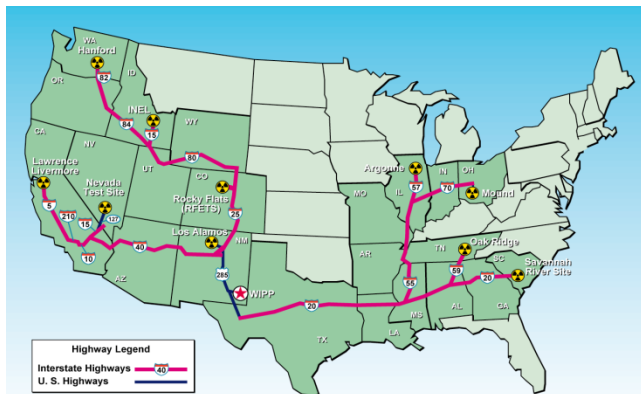 WA
Hanford
82
OR
ID
INEL
15
84
WY
CA
NV
80
Lawrence
Livermore
Nevada
Test Site
UT
CO
Rocky Flats
(RFETS)
25
5
210
15
10
40
Los Alamos
NM
285
WIPP
AZ
Argonne
57
IN
OH
70
Mound
MO
IL
AR
TN
Oak Ridge
SC
Savannah
River Site
59
20
55
20
MS
AL
GA
LA
TX
Highway Legend
Interstate Highways
40
U. S. Highways